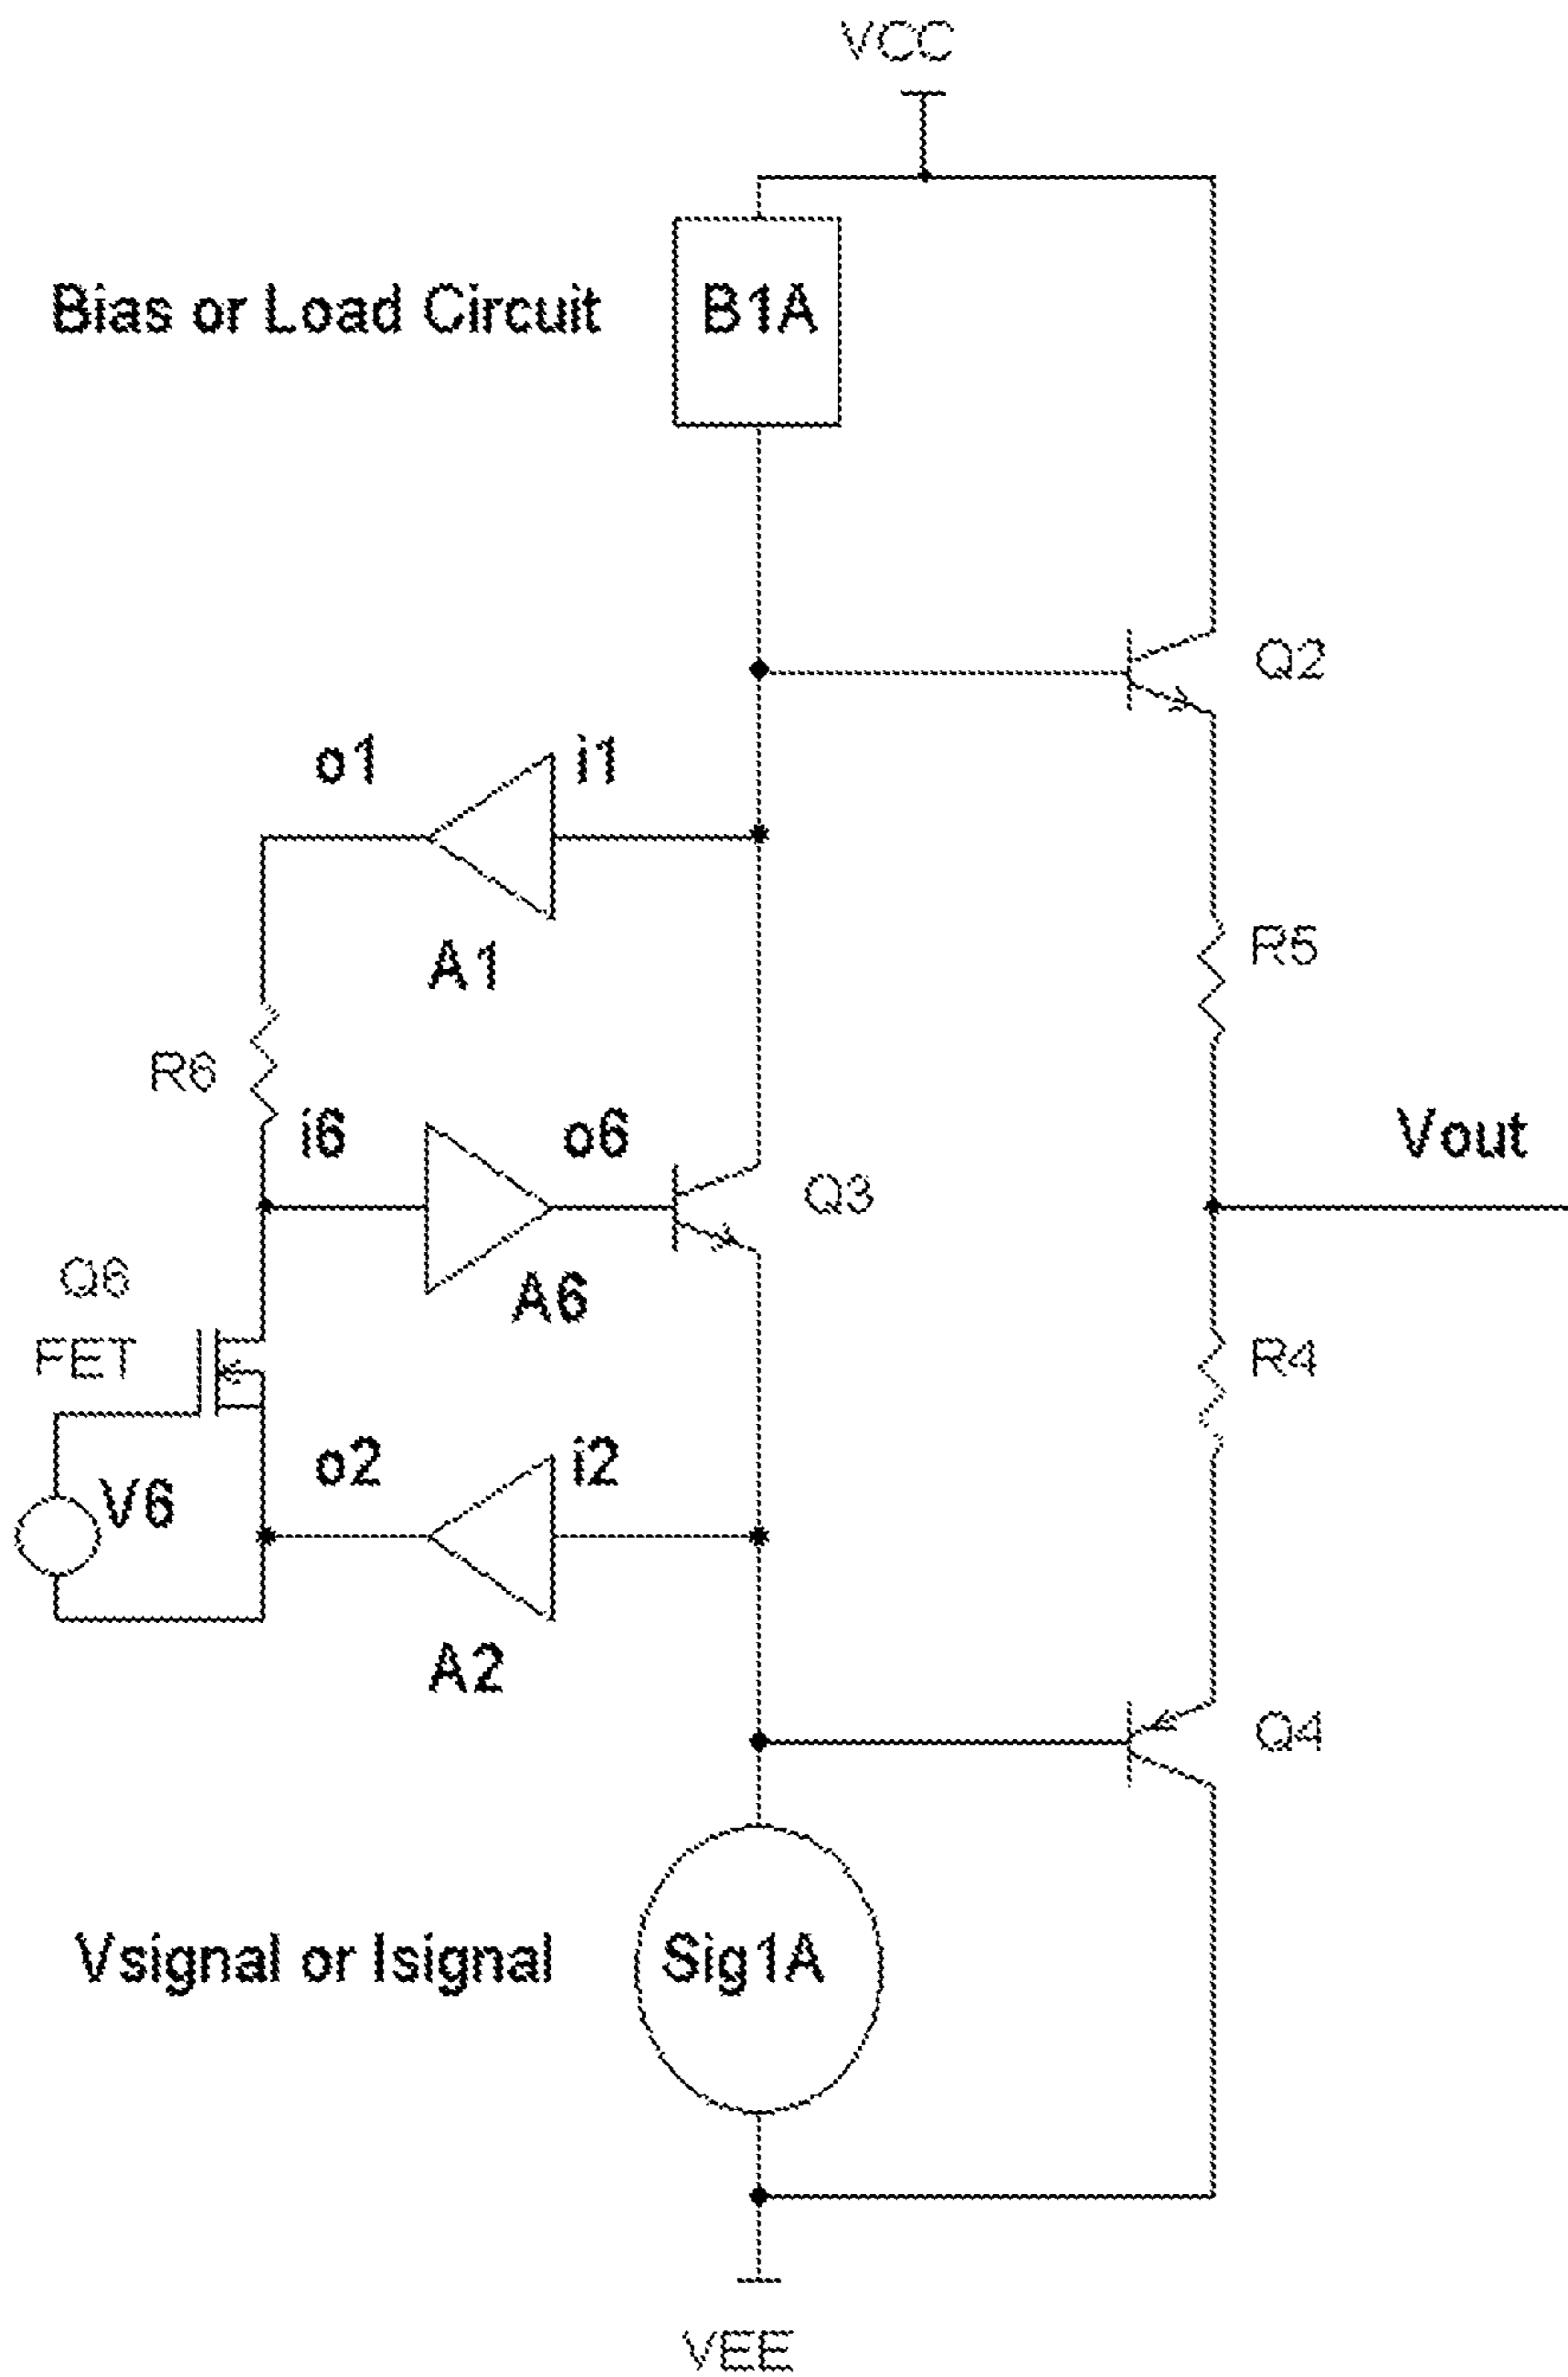 VCC
Bias or Load Circuit
B1A
Q2
o1
i1
A1
R5
R6
i6
o6
Vout
Q3
Q6
FET
A6
R4
o2
i2
V6
A2
Q4
Vsignal or Isignal
Sig1A
VEE